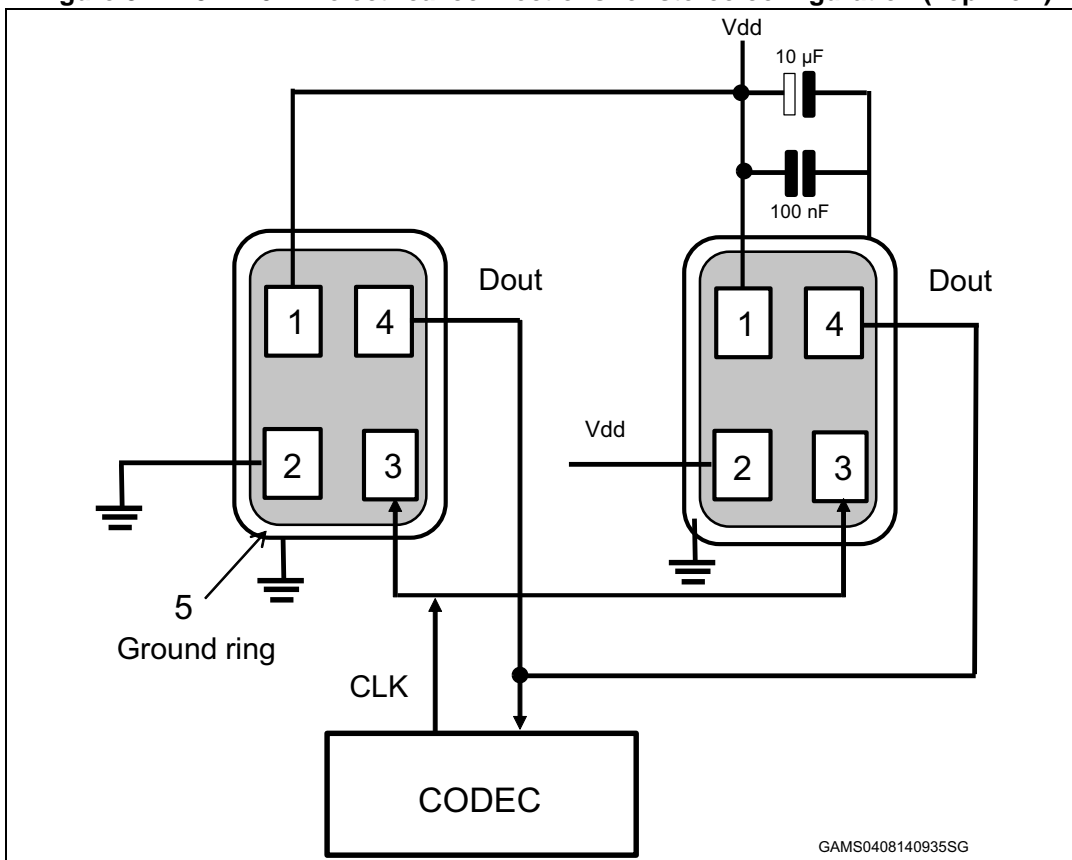 Vdd
10 µF
100 nF
Dout
Dout
1
4
1
4
Vdd
2
3
2
3
5
Ground ring
CLK
CODEC
GAMS0408140935SG